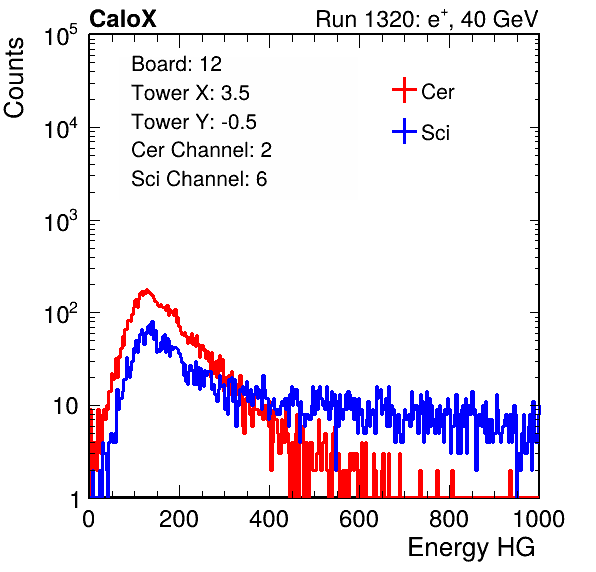 CaloX Run 1320: e⁺, 40 GeV
Counts
Board: 12
Tower X: 3.5
Tower Y: -0.5
Cer Channel: 2
Sci Channel: 6
Cer
Sci
10⁵
10⁴
10³
10²
10
1
0 200 400 600 800 1000
Energy HG